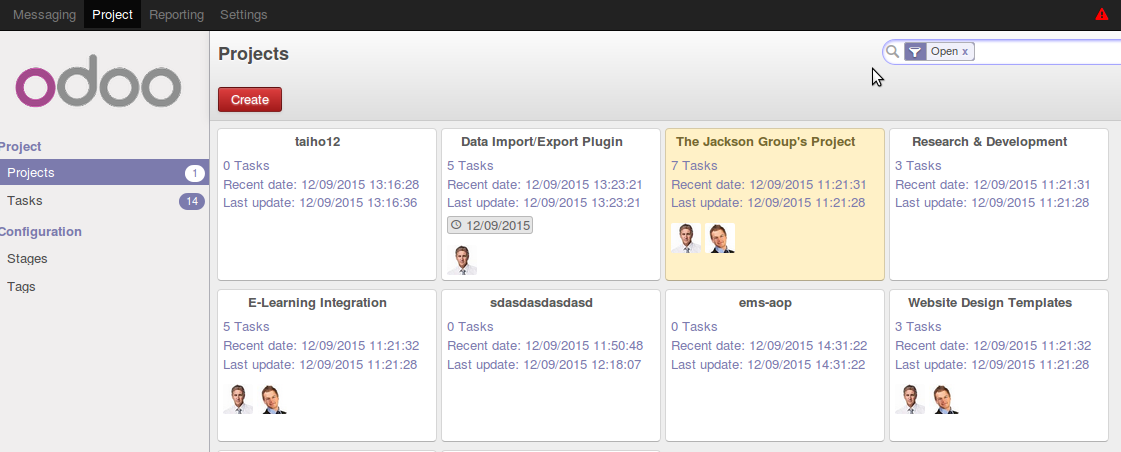 Messaging Project Reporting Settings
odoo
Projects
Open x
Create
Project
Projects 1
Tasks 14
Configuration
Stages
Tags
taiho12
0 Tasks
Recent date: 12/09/2015 13:16:28
Last update: 12/09/2015 13:16:36
Data Import/Export Plugin
5 Tasks
Recent date: 12/09/2015 13:23:21
Last update: 12/09/2015 13:23:21
12/09/2015
The Jackson Group's Project
7 Tasks
Recent date: 12/09/2015 11:21:31
Last update: 12/09/2015 11:21:28
Research & Development
3 Tasks
Recent date: 12/09/2015 11:21:31
Last update: 12/09/2015 11:21:28
E-Learning Integration
5 Tasks
Recent date: 12/09/2015 11:21:32
Last update: 12/09/2015 11:21:28
sdasdasdasdasd
0 Tasks
Recent date: 12/09/2015 11:50:48
Last update: 12/09/2015 12:18:07
ems-aop
0 Tasks
Recent date: 12/09/2015 14:31:22
Last update: 12/09/2015 14:31:22
Website Design Templates
3 Tasks
Recent date: 12/09/2015 11:21:32
Last update: 12/09/2015 11:21:28